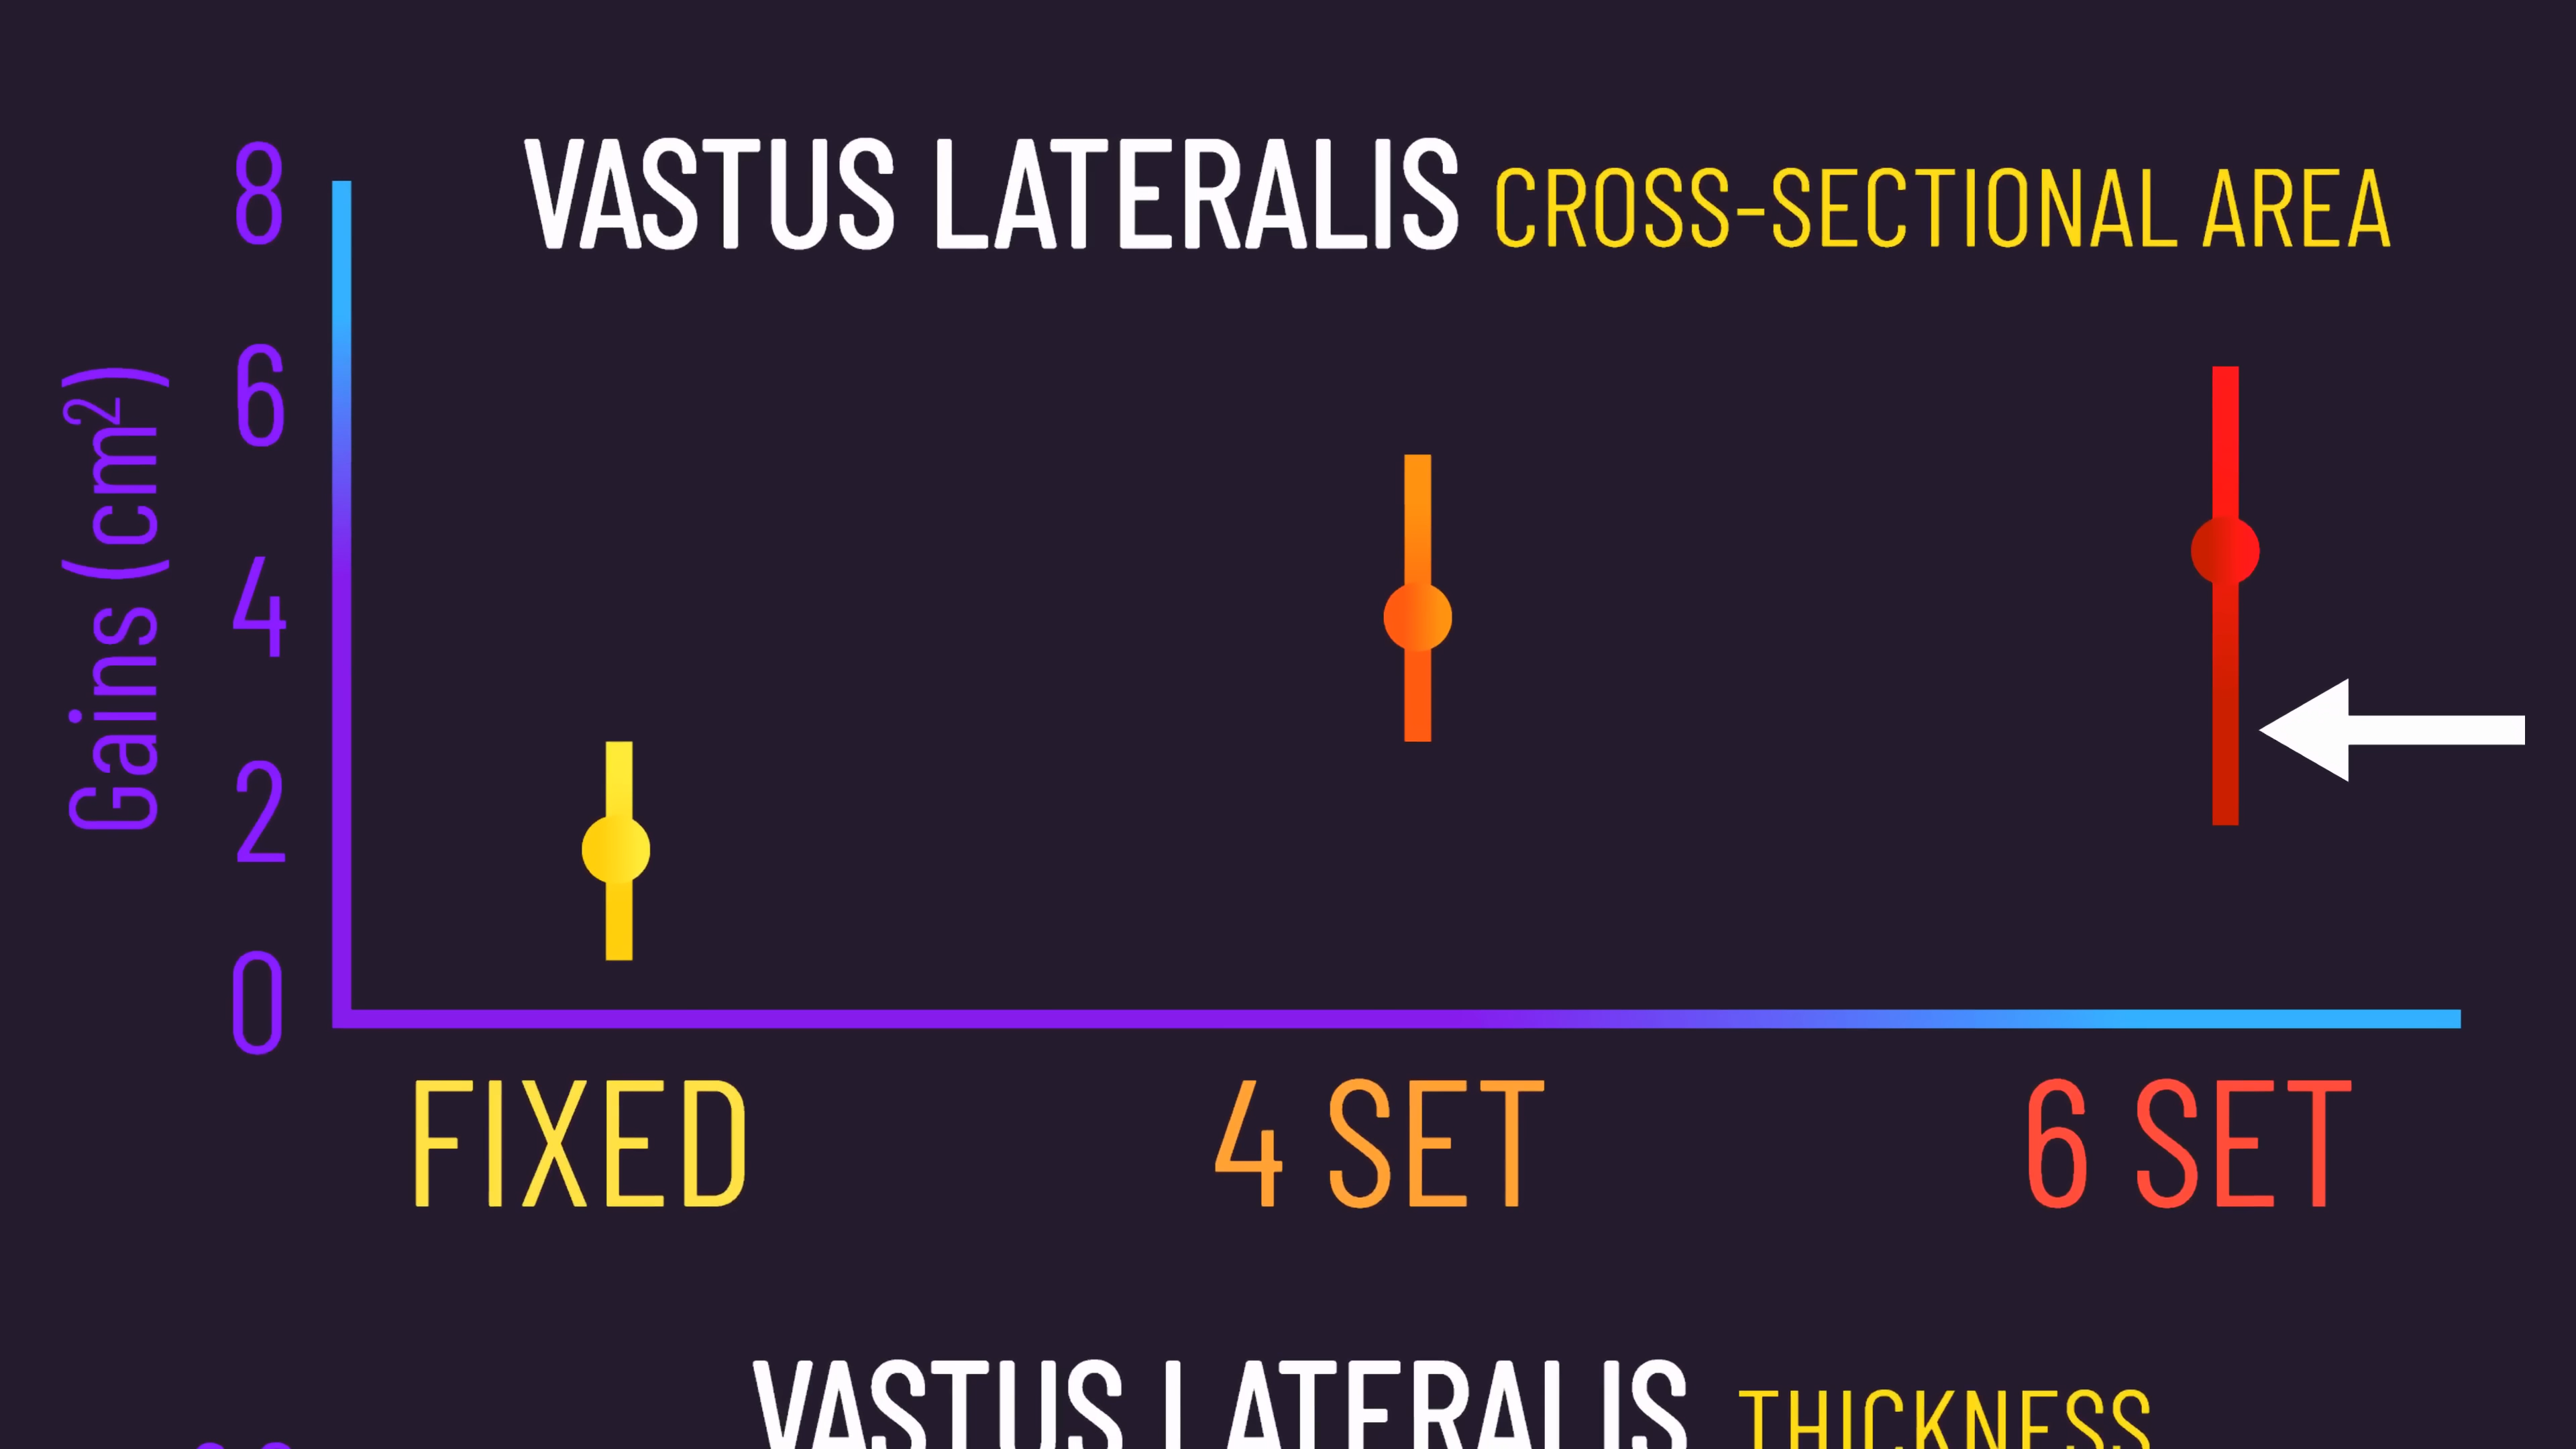 VASTUS LATERALIS CROSS-SECTIONAL AREA
Gains (cm²)
8
6
4
2
0
FIXED
4 SET
6 SET
VASTUS LATERALIS THICKNESS